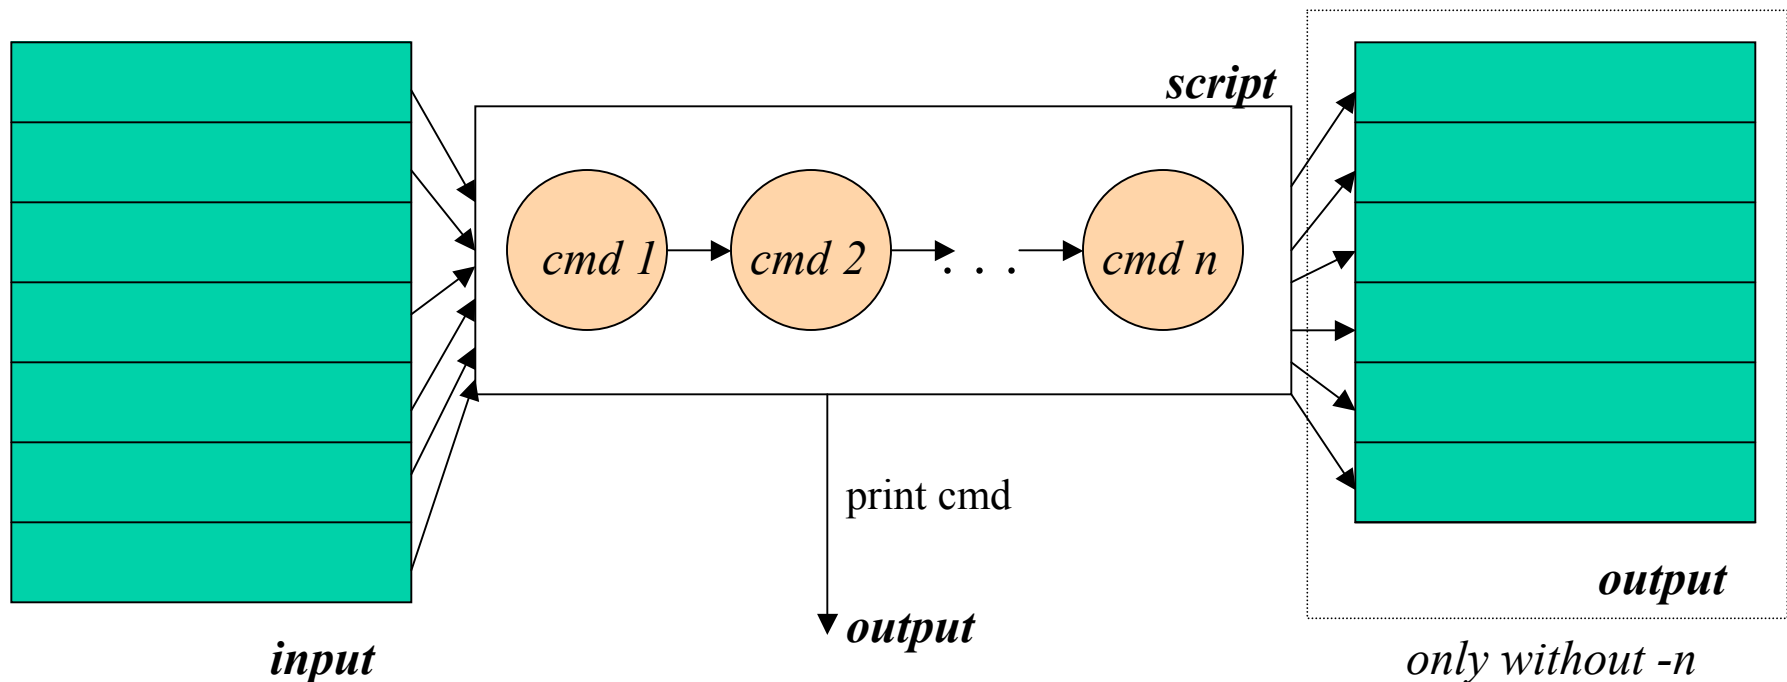 script
cmd 1 cmd 2 . . . cmd n
print cmd
output
output
input
only without -n